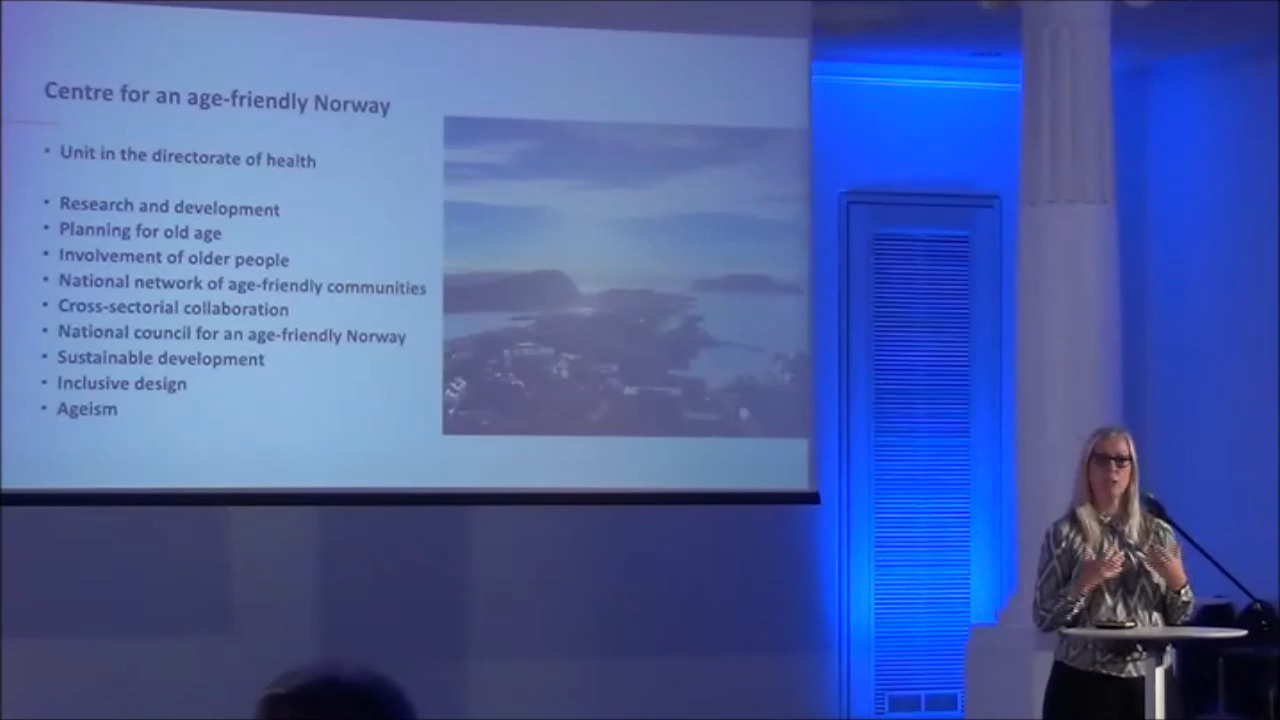 Centre for an age-friendly Norway
• Unit in the directorate of health
• Research and development
• Planning for old age
• Involvement of older people
• National network of age-friendly communities
• Cross-sectorial collaboration
• National council for an age-friendly Norway
• Sustainable development
• Inclusive design
• Ageism